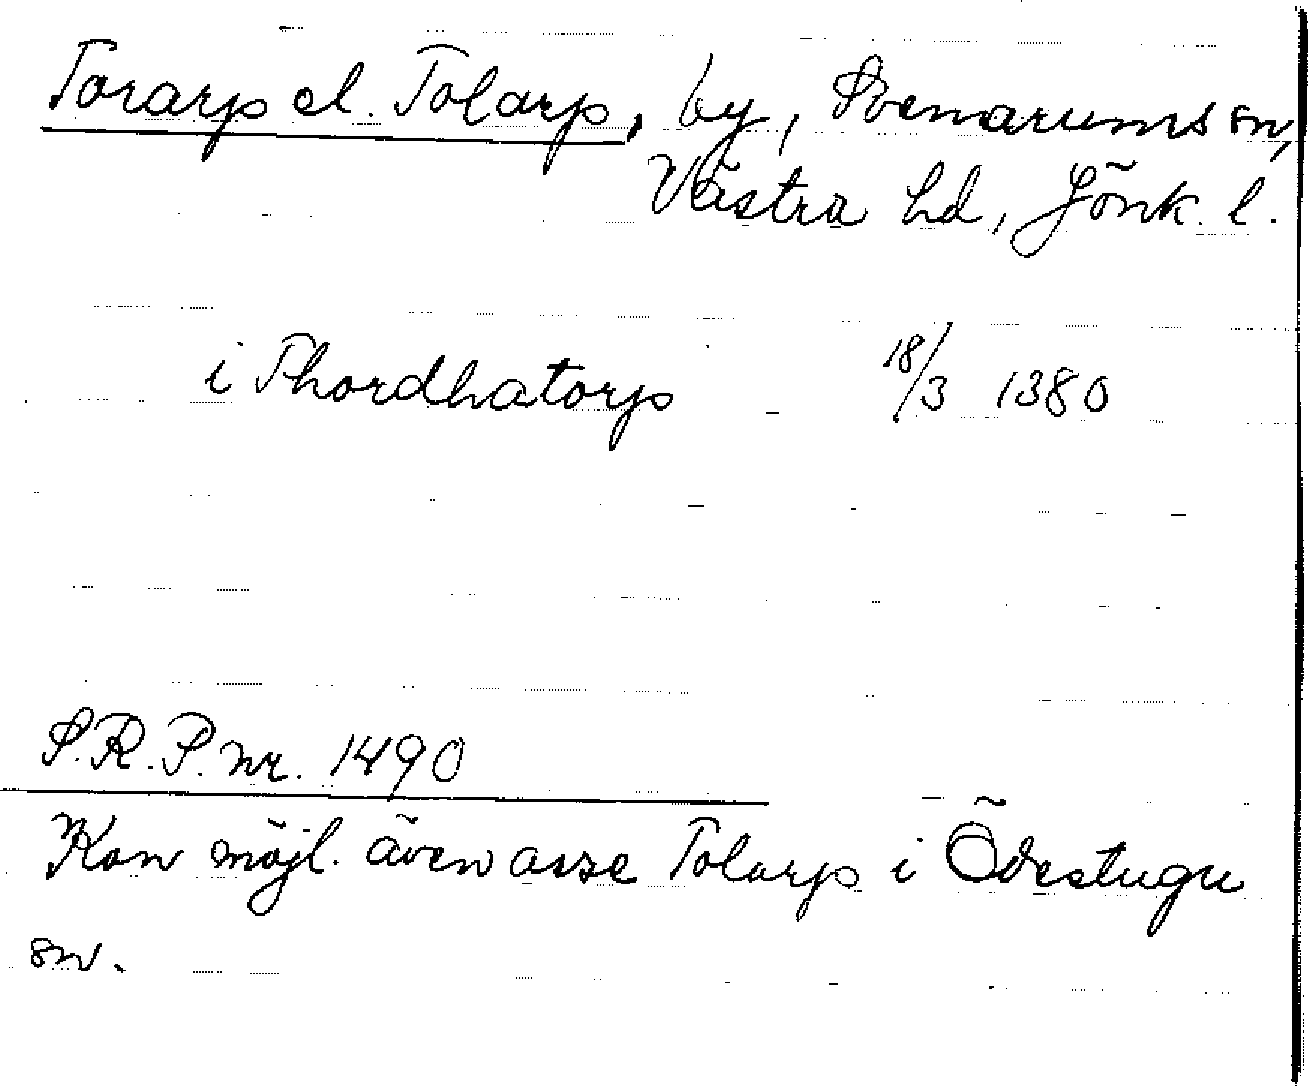 Torarp el. Tolarp, by, Svenarums sn,
Västra hd, Jönk. l.
i Thordhatorp 18/3 1380
S.R.P. nr. 1490
Kan möjl. även avse Tolarp i Ödestugu
sn.